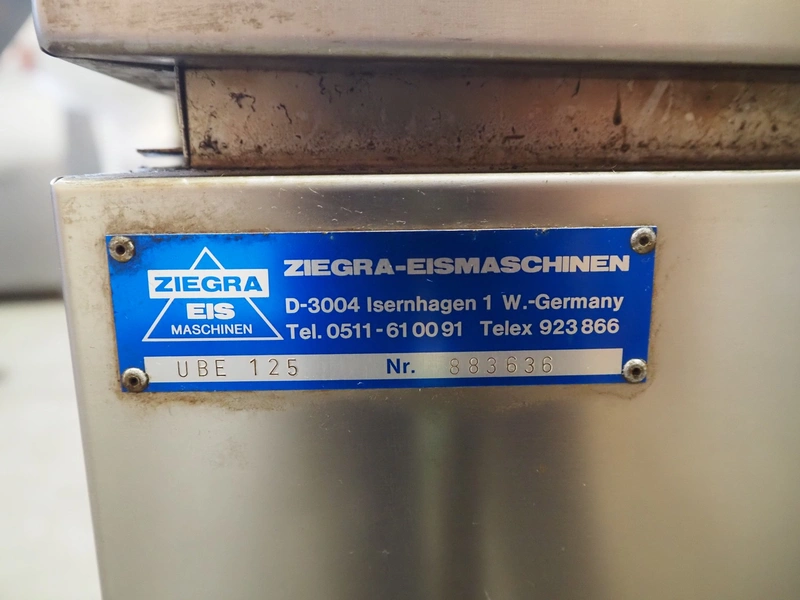 ZIEGRA
EIS
MASCHINEN
ZIEGRA-EISMASCHINEN
D-3004 Isernhagen 1 W.-Germany
Tel. 0511-610091 Telex 923866
UBE 125 Nr. 883636